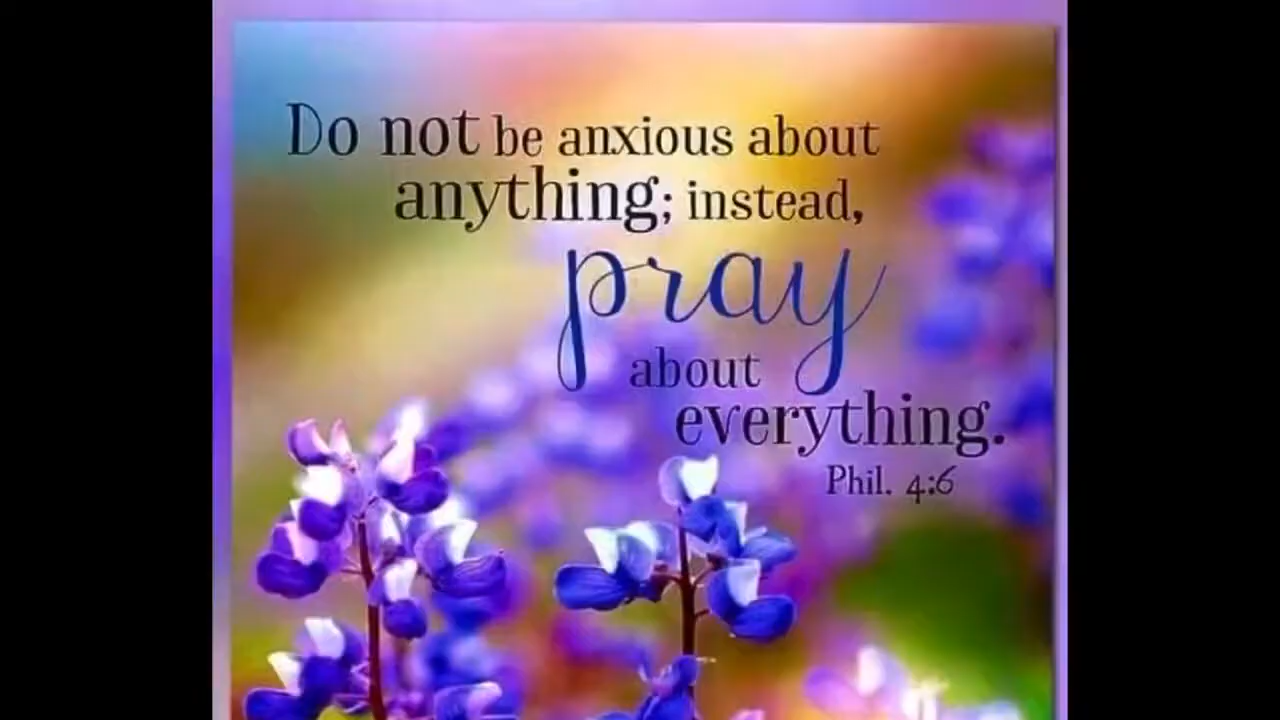 Do not be anxious about
anything; instead,
pray
about
everything.
Phil. 4:6